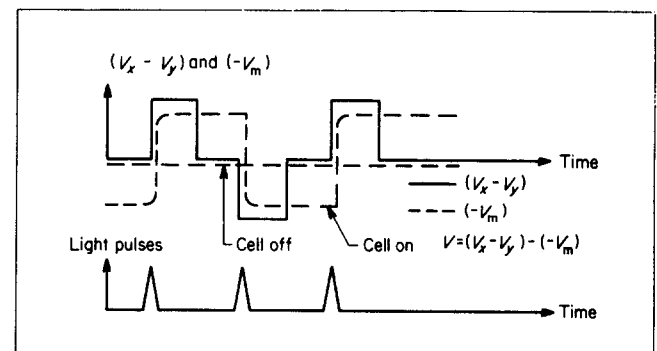 (Vx - Vy) and (-Vm)
Time
(Vx-Vy)
(-Vm)
Light pulses
Cell off
Cell on
V=(Vx-Vy)-(-Vm)
Time